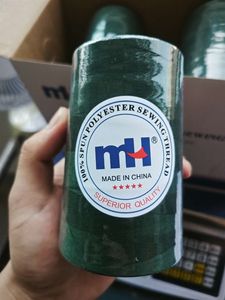 100% SPUN POLYESTER SEWING THREAD
mH®
MADE IN CHINA
★★★★★
SUPERIOR QUALITY